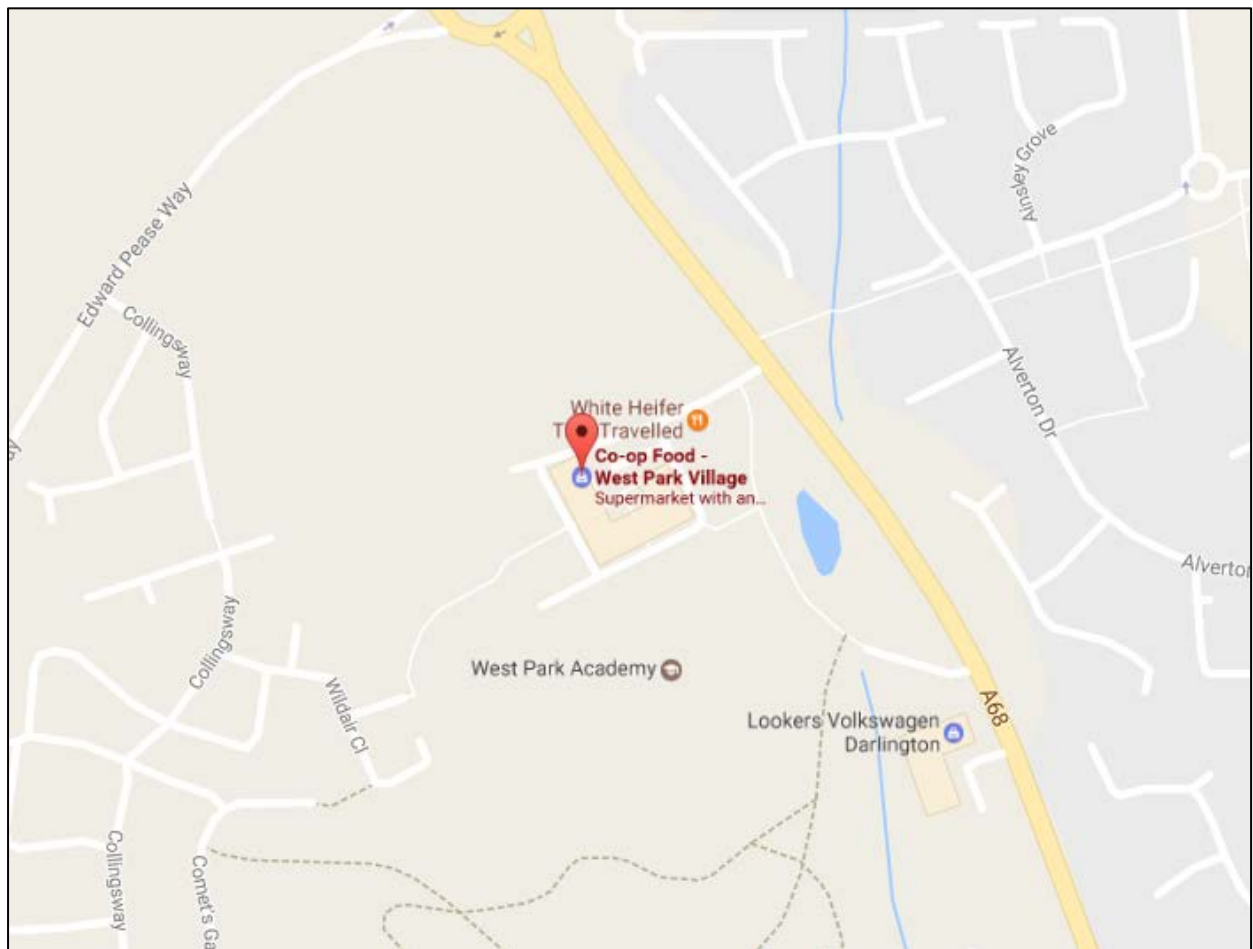 Edward Pease Way
Collingsway
Ainsley Grove
Alverton Dr
White Heifer
T Travelled
Co-op Food -
West Park Village
Supermarket with an...
Alverto
Collingsway
West Park Academy
Wildair Cl
A68
Lookers Volkswagen
Darlington
Collingsway
Comet's Ga